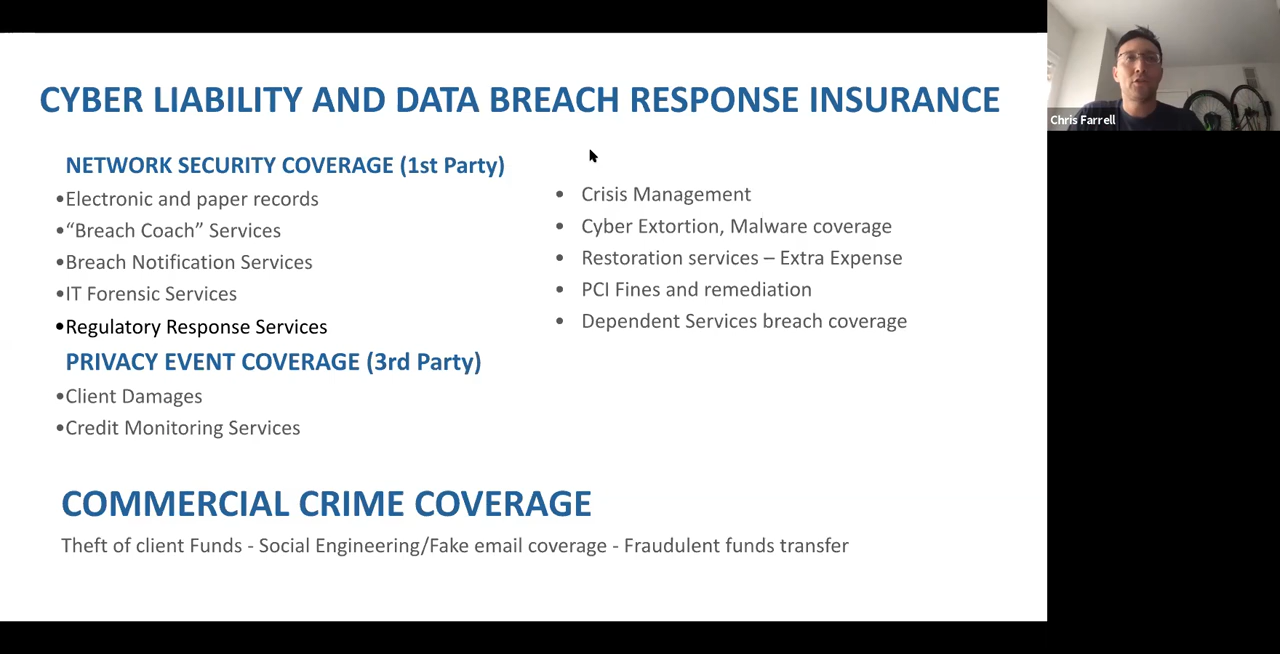 CYBER LIABILITY AND DATA BREACH RESPONSE INSURANCE
NETWORK SECURITY COVERAGE (1st Party)
•Electronic and paper records
•“Breach Coach” Services
•Breach Notification Services
•IT Forensic Services
•Regulatory Response Services
PRIVACY EVENT COVERAGE (3rd Party)
•Client Damages
•Credit Monitoring Services
• Crisis Management
• Cyber Extortion, Malware coverage
• Restoration services – Extra Expense
• PCI Fines and remediation
• Dependent Services breach coverage
COMMERCIAL CRIME COVERAGE
Theft of client Funds - Social Engineering/Fake email coverage - Fraudulent funds transfer
Chris Farrell